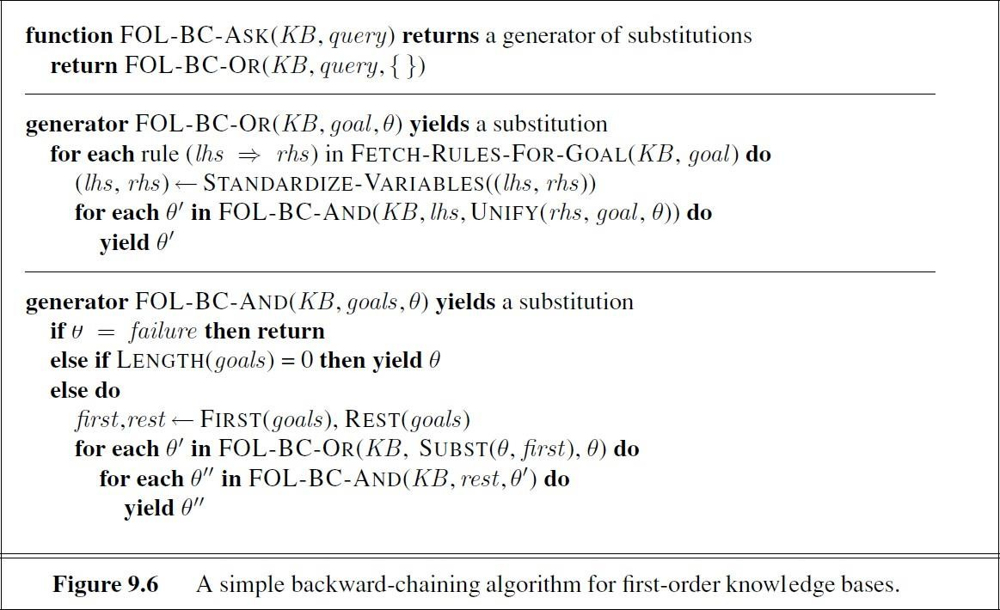 function FOL-BC-ASK(KB, query) returns a generator of substitutions
return FOL-BC-OR(KB, query, { })
generator FOL-BC-OR(KB, goal, θ) yields a substitution
for each rule (lhs ⇒ rhs) in FETCH-RULES-FOR-GOAL(KB, goal) do
(lhs, rhs) ← STANDARDIZE-VARIABLES((lhs, rhs))
for each θ′ in FOL-BC-AND(KB, lhs, UNIFY(rhs, goal, θ)) do
yield θ′
generator FOL-BC-AND(KB, goals, θ) yields a substitution
if θ = failure then return
else if LENGTH(goals) = 0 then yield θ
else do
first,rest ← FIRST(goals), REST(goals)
for each θ′ in FOL-BC-OR(KB, SUBST(θ, first), θ) do
for each θ′′ in FOL-BC-AND(KB, rest, θ′) do
yield θ′′
Figure 9.6 A simple backward-chaining algorithm for first-order knowledge bases.